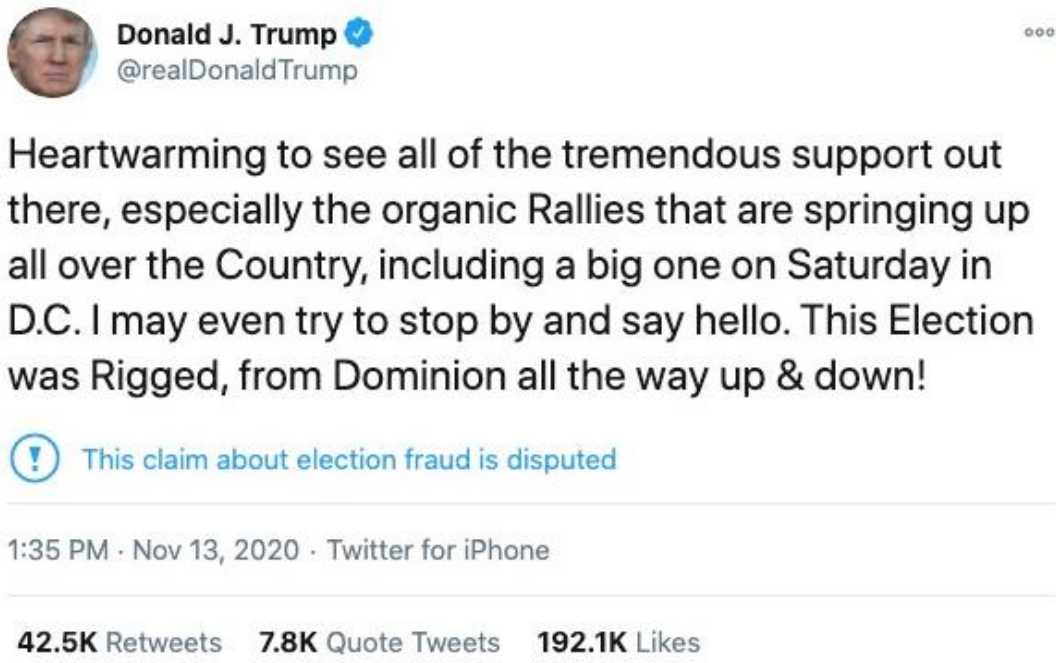 Donald J. Trump
@realDonaldTrump
Heartwarming to see all of the tremendous support out
there, especially the organic Rallies that are springing up
all over the Country, including a big one on Saturday in
D.C. I may even try to stop by and say hello. This Election
was Rigged, from Dominion all the way up & down!
This claim about election fraud is disputed
1:35 PM · Nov 13, 2020 · Twitter for iPhone
42.5K Retweets 7.8K Quote Tweets 192.1K Likes